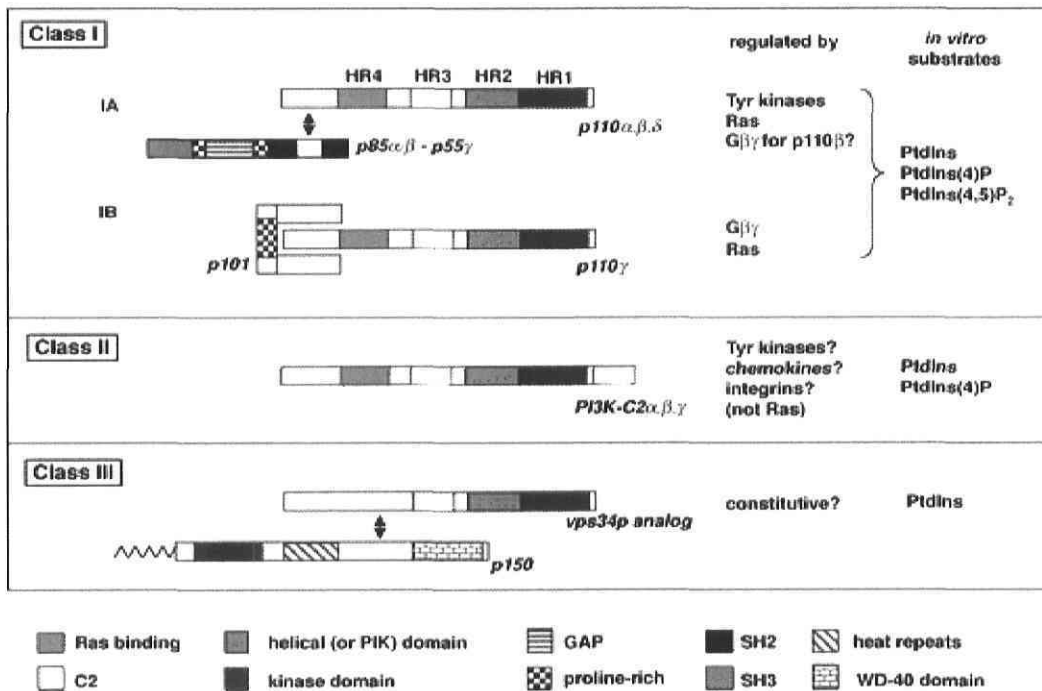 Class I
regulated by
in vitro
substrates
HR4 HR3 HR2 HR1
IA
p110α,β,δ
Tyr kinases
Ras
Gβγ for p110β?
p85αβ - p55γ
PtdIns
PtdIns(4)P
PtdIns(4,5)P₂
IB
p101
p110γ
Gβγ
Ras
Class II
PI3K-C2α,β,γ
Tyr kinases?
chemokines?
integrins?
(not Ras)
PtdIns
PtdIns(4)P
Class III
vps34p analog
constitutive?
PtdIns
p150
Ras binding
helical (or PIK) domain
GAP
SH2
heat repeats
C2
kinase domain
proline-rich
SH3
WD-40 domain